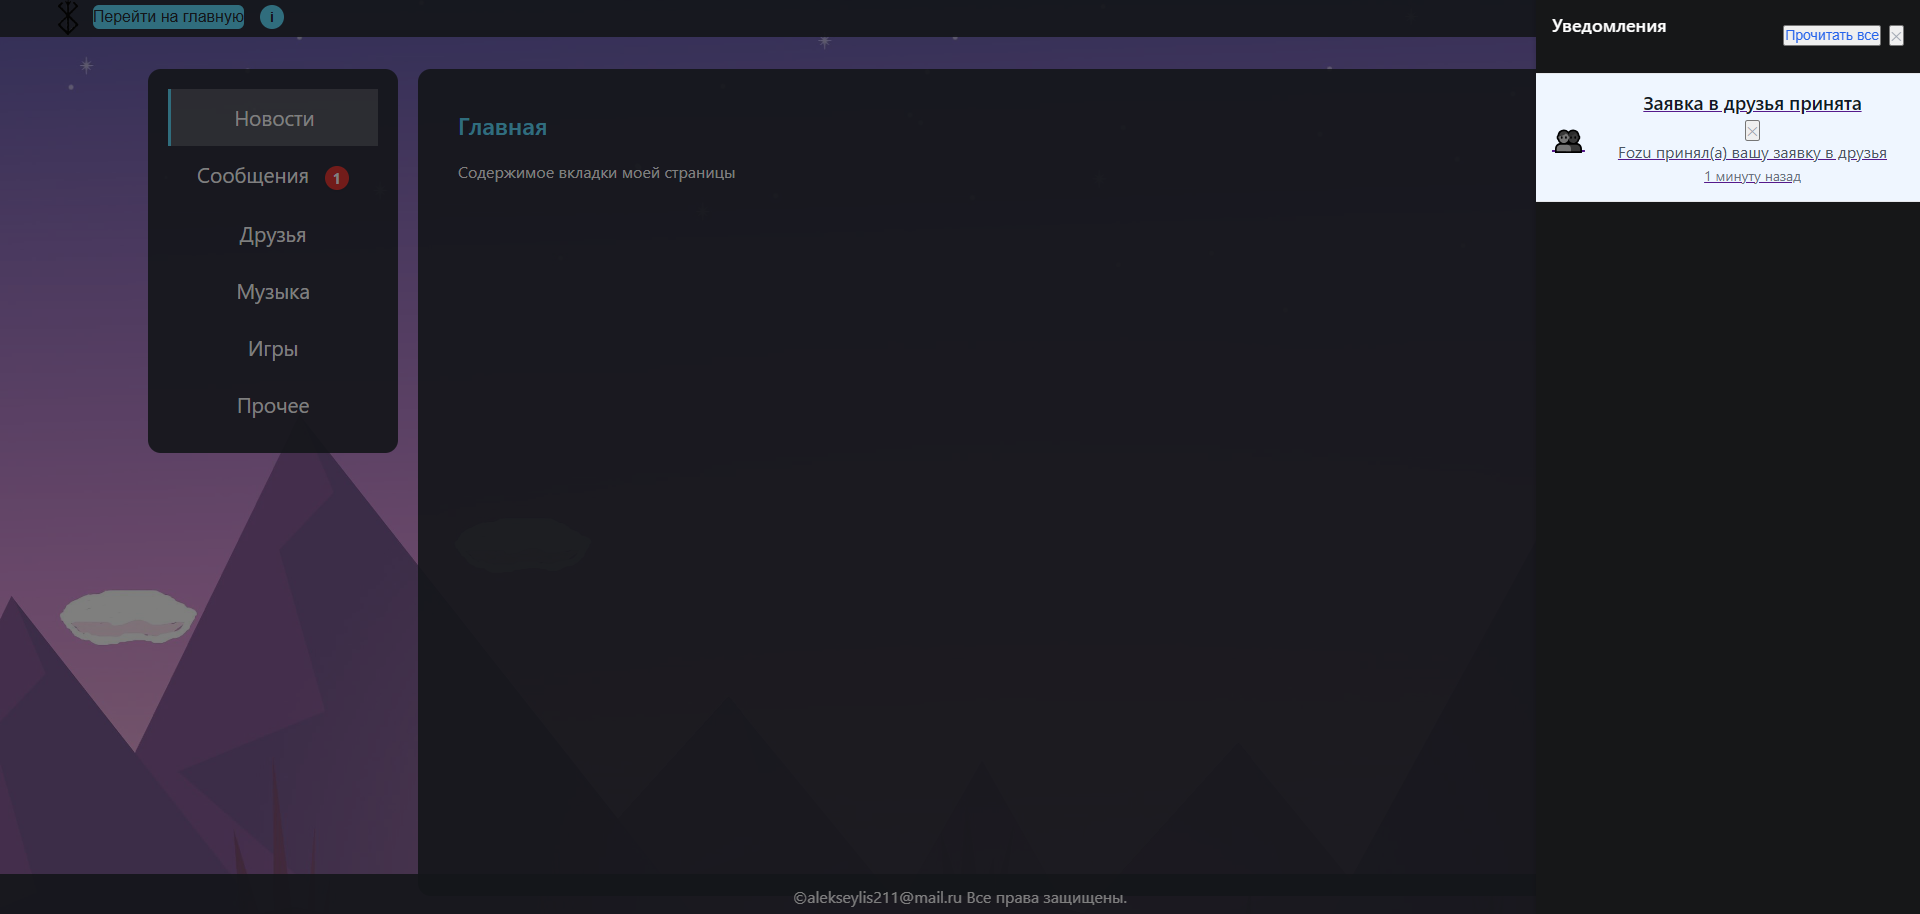 Перейти на главную
i
Уведомления
Прочитать все
×
Новости
Сообщения 1
Друзья
Музыка
Игры
Прочее
Главная
Содержимое вкладки моей страницы
Заявка в друзья принята
×
Fozu принял(а) вашу заявку в друзья
1 минуту назад
©alekseylis211@mail.ru Все права защищены.